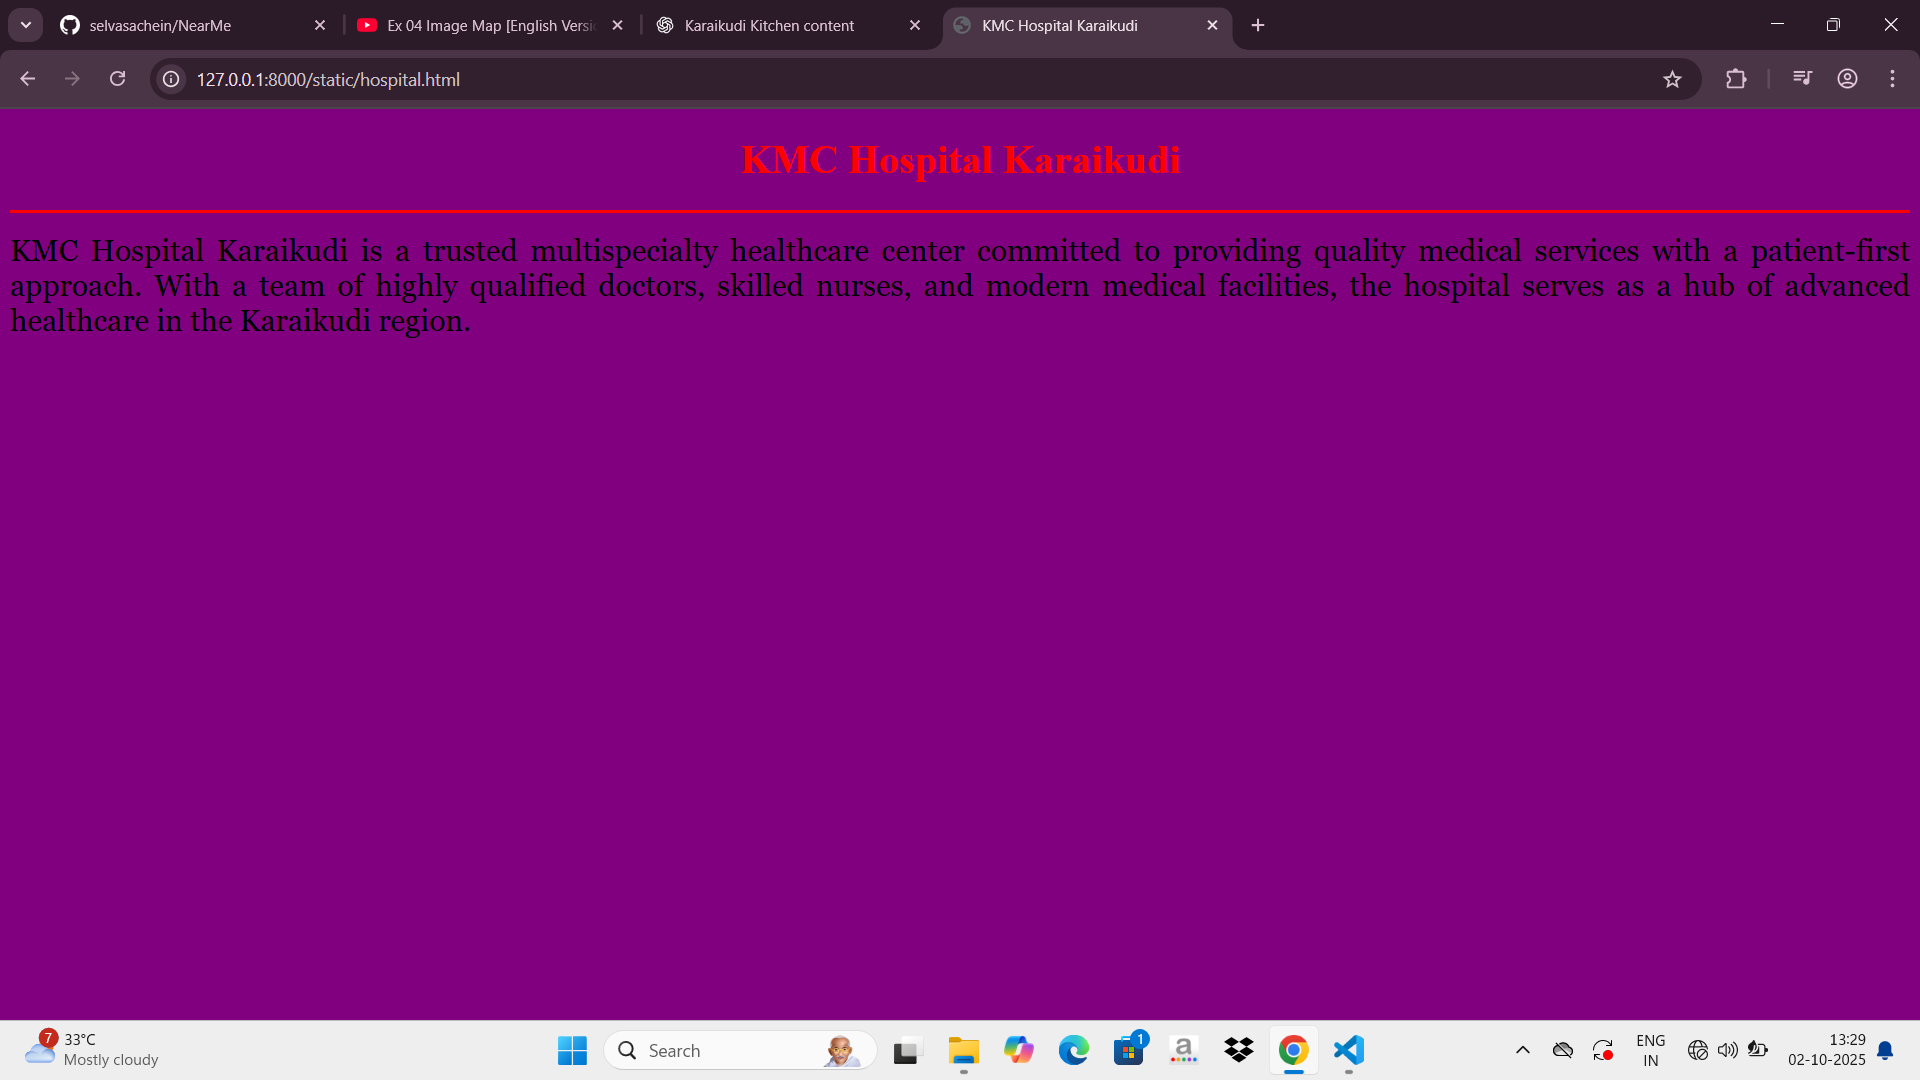 selvasachein/NearMe
Ex 04 Image Map [English Versi
Karaikudi Kitchen content
KMC Hospital Karaikudi
127.0.0.1:8000/static/hospital.html
KMC Hospital Karaikudi
KMC Hospital Karaikudi is a trusted multispecialty healthcare center committed to providing quality medical services with a patient-first
approach. With a team of highly qualified doctors, skilled nurses, and modern medical facilities, the hospital serves as a hub of advanced
healthcare in the Karaikudi region.
7
33°C
Mostly cloudy
Search
1
a
ENG
IN
13:29
02-10-2025